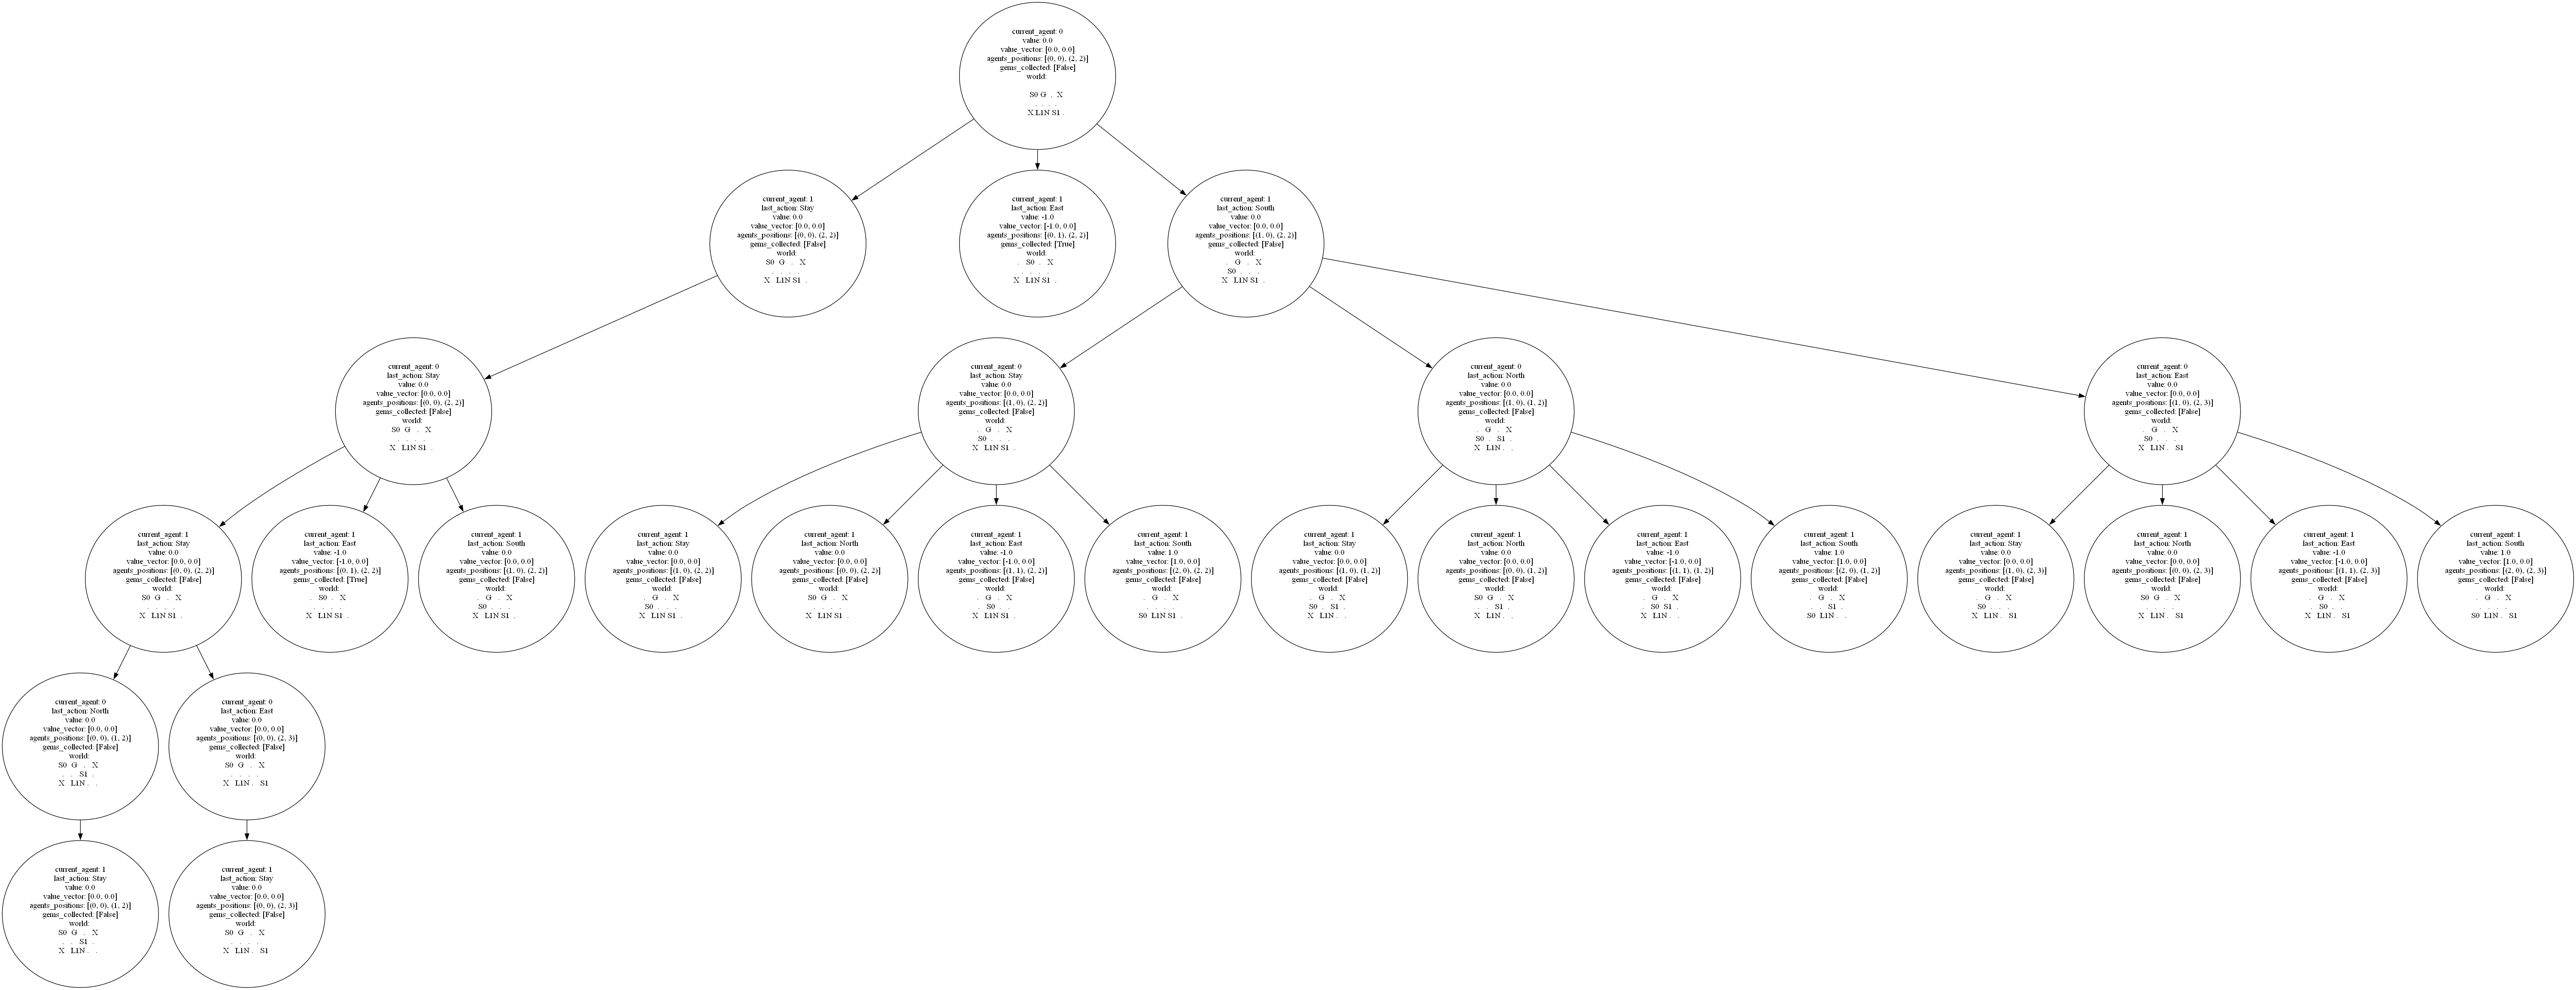 current_agent: 0
value: 0.0
value_vector: [0.0, 0.0]
agents_positions: [(0, 0), (2, 2)]
gems_collected: [False]
world:
S0 G . X
. . . .
X L1N S1 .
current_agent: 1
last_action: Stay
value: 0.0
value_vector: [0.0, 0.0]
agents_positions: [(0, 0), (2, 2)]
gems_collected: [False]
world:
S0 G . X
. . . .
X L1N S1 .
current_agent: 1
last_action: East
value: -1.0
value_vector: [-1.0, 0.0]
agents_positions: [(0, 1), (2, 2)]
gems_collected: [True]
world:
. S0 . X
. . . .
X L1N S1 .
current_agent: 1
last_action: South
value: 0.0
value_vector: [0.0, 0.0]
agents_positions: [(1, 0), (2, 2)]
gems_collected: [False]
world:
. G . X
S0 . . .
X L1N S1 .
current_agent: 0
last_action: Stay
value: 0.0
value_vector: [0.0, 0.0]
agents_positions: [(0, 0), (2, 2)]
gems_collected: [False]
world:
S0 G . X
. . . .
X L1N S1 .
current_agent: 0
last_action: Stay
value: 0.0
value_vector: [0.0, 0.0]
agents_positions: [(1, 0), (2, 2)]
gems_collected: [False]
world:
. G . X
S0 . . .
X L1N S1 .
current_agent: 0
last_action: North
value: 0.0
value_vector: [0.0, 0.0]
agents_positions: [(1, 0), (1, 2)]
gems_collected: [False]
world:
. G . X
S0 . S1 .
X L1N . .
current_agent: 0
last_action: East
value: 0.0
value_vector: [0.0, 0.0]
agents_positions: [(1, 0), (2, 3)]
gems_collected: [False]
world:
. G . X
S0 . . .
X L1N . S1
current_agent: 1
last_action: Stay
value: 0.0
value_vector: [0.0, 0.0]
agents_positions: [(0, 0), (2, 2)]
gems_collected: [False]
world:
S0 G . X
. . . .
X L1N S1 .
current_agent: 1
last_action: East
value: -1.0
value_vector: [-1.0, 0.0]
agents_positions: [(0, 1), (2, 2)]
gems_collected: [True]
world:
. S0 . X
. . . .
X L1N S1 .
current_agent: 1
last_action: South
value: 0.0
value_vector: [0.0, 0.0]
agents_positions: [(1, 0), (2, 2)]
gems_collected: [False]
world:
. G . X
S0 . . .
X L1N S1 .
current_agent: 1
last_action: Stay
value: 0.0
value_vector: [0.0, 0.0]
agents_positions: [(1, 0), (2, 2)]
gems_collected: [False]
world:
. G . X
S0 . . .
X L1N S1 .
current_agent: 1
last_action: North
value: 0.0
value_vector: [0.0, 0.0]
agents_positions: [(0, 0), (2, 2)]
gems_collected: [False]
world:
S0 G . X
. . . .
X L1N S1 .
current_agent: 1
last_action: East
value: -1.0
value_vector: [-1.0, 0.0]
agents_positions: [(1, 1), (2, 2)]
gems_collected: [False]
world:
. G . X
. S0 . .
X L1N S1 .
current_agent: 1
last_action: South
value: 1.0
value_vector: [1.0, 0.0]
agents_positions: [(2, 0), (2, 2)]
gems_collected: [False]
world:
. G . X
. . . .
S0 L1N S1 .
current_agent: 1
last_action: Stay
value: 0.0
value_vector: [0.0, 0.0]
agents_positions: [(1, 0), (1, 2)]
gems_collected: [False]
world:
. G . X
S0 . S1 .
X L1N . .
current_agent: 1
last_action: North
value: 0.0
value_vector: [0.0, 0.0]
agents_positions: [(0, 0), (1, 2)]
gems_collected: [False]
world:
S0 G . X
. . S1 .
X L1N . .
current_agent: 1
last_action: East
value: -1.0
value_vector: [-1.0, 0.0]
agents_positions: [(1, 1), (1, 2)]
gems_collected: [False]
world:
. G . X
. S0 S1 .
X L1N . .
current_agent: 1
last_action: South
value: 1.0
value_vector: [1.0, 0.0]
agents_positions: [(2, 0), (1, 2)]
gems_collected: [False]
world:
. G . X
. . S1 .
S0 L1N . .
current_agent: 1
last_action: Stay
value: 0.0
value_vector: [0.0, 0.0]
agents_positions: [(1, 0), (2, 3)]
gems_collected: [False]
world:
. G . X
S0 . . .
X L1N . S1
current_agent: 1
last_action: North
value: 0.0
value_vector: [0.0, 0.0]
agents_positions: [(0, 0), (2, 3)]
gems_collected: [False]
world:
S0 G . X
. . . .
X L1N . S1
current_agent: 1
last_action: East
value: -1.0
value_vector: [-1.0, 0.0]
agents_positions: [(1, 1), (2, 3)]
gems_collected: [False]
world:
. G . X
. S0 . .
X L1N . S1
current_agent: 1
last_action: South
value: 1.0
value_vector: [1.0, 0.0]
agents_positions: [(2, 0), (2, 3)]
gems_collected: [False]
world:
. G . X
. . . .
S0 L1N . S1
current_agent: 0
last_action: North
value: 0.0
value_vector: [0.0, 0.0]
agents_positions: [(0, 0), (1, 2)]
gems_collected: [False]
world:
S0 G . X
. . S1 .
X L1N . .
current_agent: 0
last_action: East
value: 0.0
value_vector: [0.0, 0.0]
agents_positions: [(0, 0), (2, 3)]
gems_collected: [False]
world:
S0 G . X
. . . .
X L1N . S1
current_agent: 1
last_action: Stay
value: 0.0
value_vector: [0.0, 0.0]
agents_positions: [(0, 0), (1, 2)]
gems_collected: [False]
world:
S0 G . X
. . S1 .
X L1N . .
current_agent: 1
last_action: Stay
value: 0.0
value_vector: [0.0, 0.0]
agents_positions: [(0, 0), (2, 3)]
gems_collected: [False]
world:
S0 G . X
. . . .
X L1N . S1